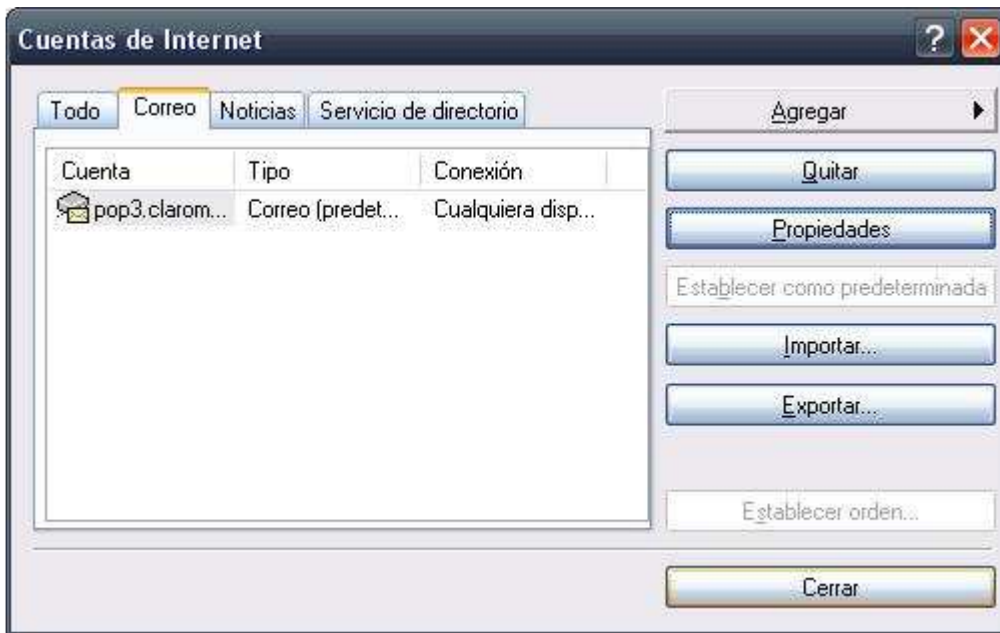 Cuentas de Internet
Todo Correo Noticias Servicio de directorio
Cuenta Tipo Conexión
pop3.clarom... Correo (predet... Cualquiera disp...
Agregar
Quitar
Propiedades
Establecer como predeterminada
Importar...
Exportar...
Establecer orden...
Cerrar